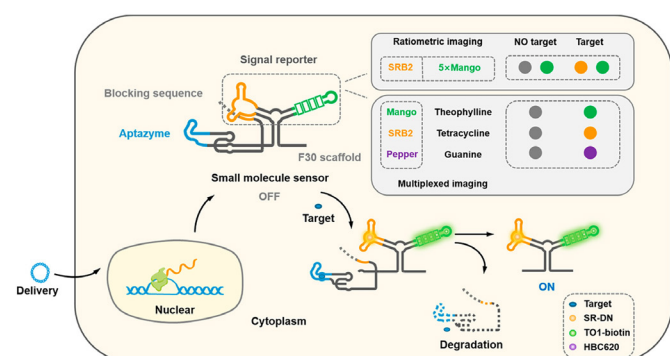 Signal reporter
Ratiometric imaging
NO target
Target
SRB2
5×Mango
Blocking sequence
Aptazyme
F30 scaffold
Mango
Theophylline
SRB2
Tetracycline
Pepper
Guanine
Multiplexed imaging
Small molecule sensor
OFF
Target
Delivery
Nuclear
Cytoplasm
Degradation
ON
Target
SR-DN
TO1-biotin
HBC620